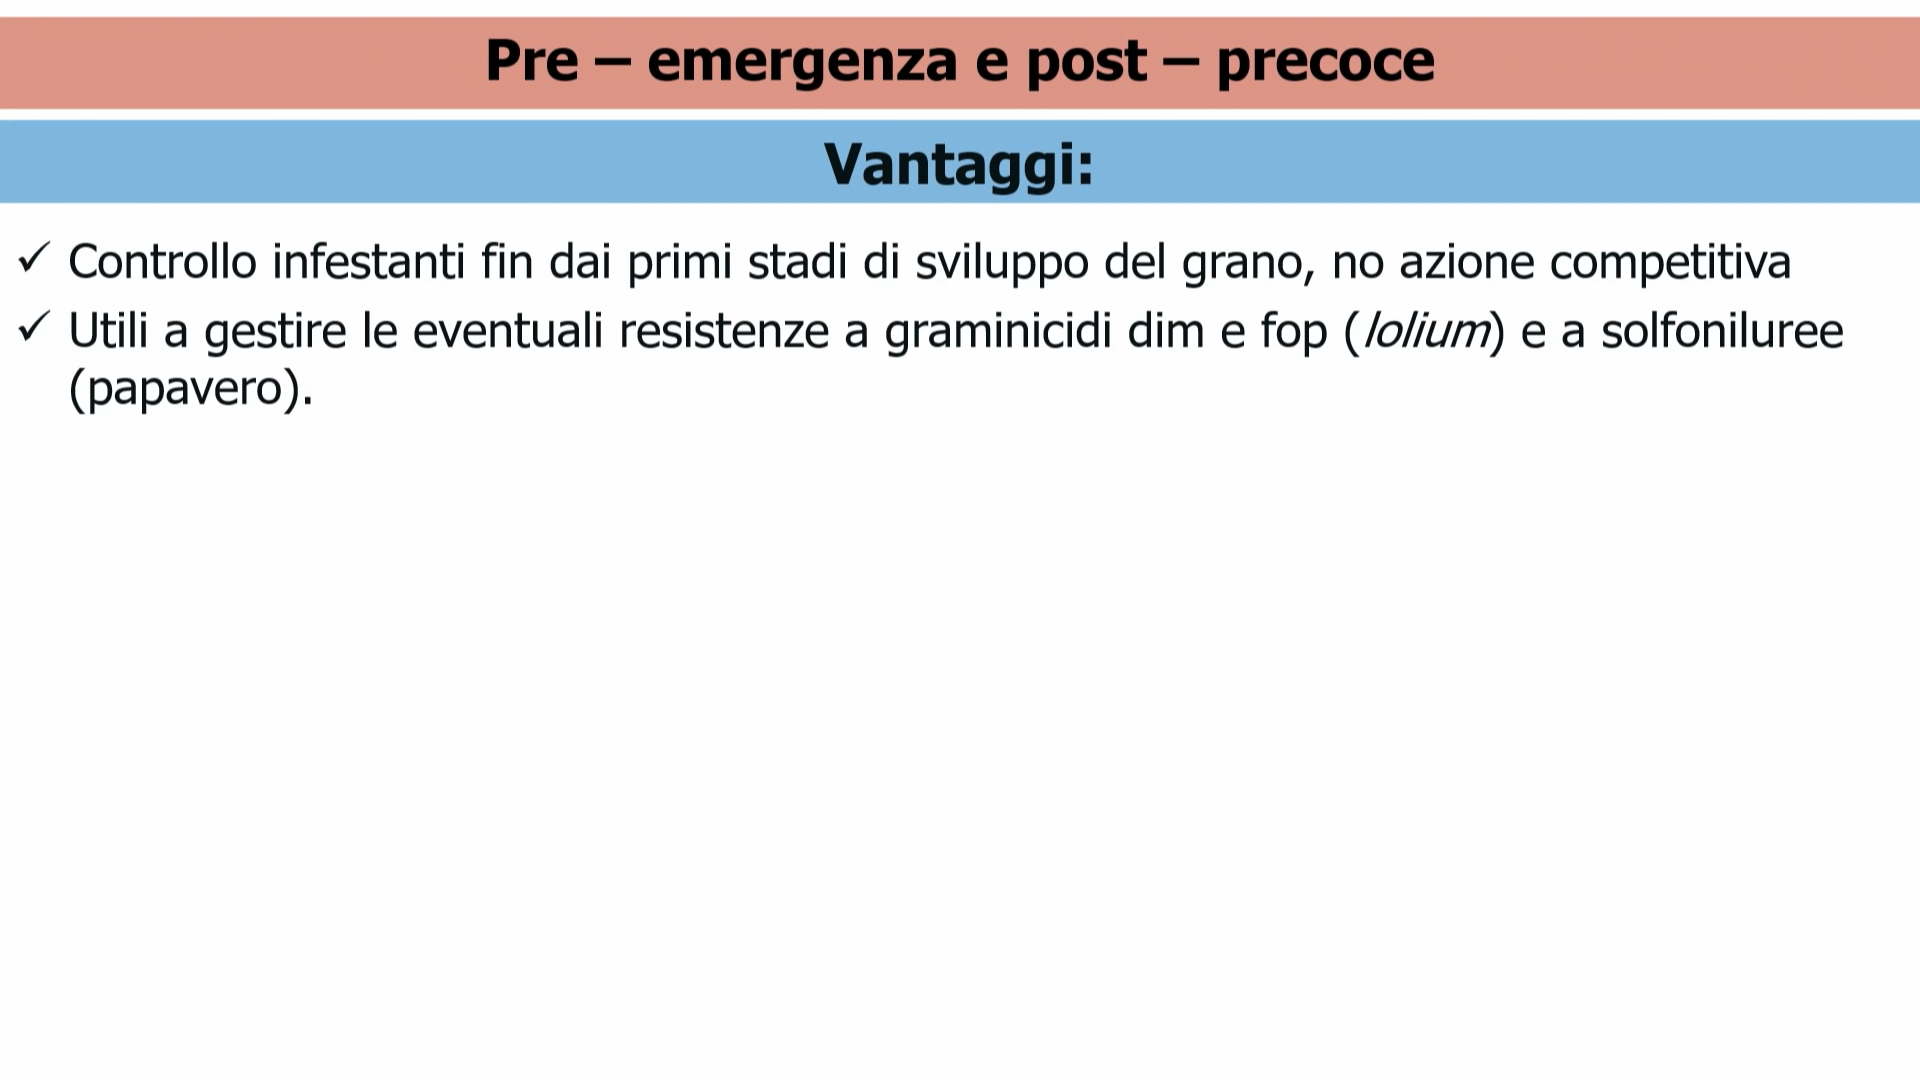 Pre – emergenza e post – precoce
Vantaggi:
✓ Controllo infestanti fin dai primi stadi di sviluppo del grano, no azione competitiva
✓ Utili a gestire le eventuali resistenze a graminicidi dim e fop (lolium) e a solfoniluree
(papavero).